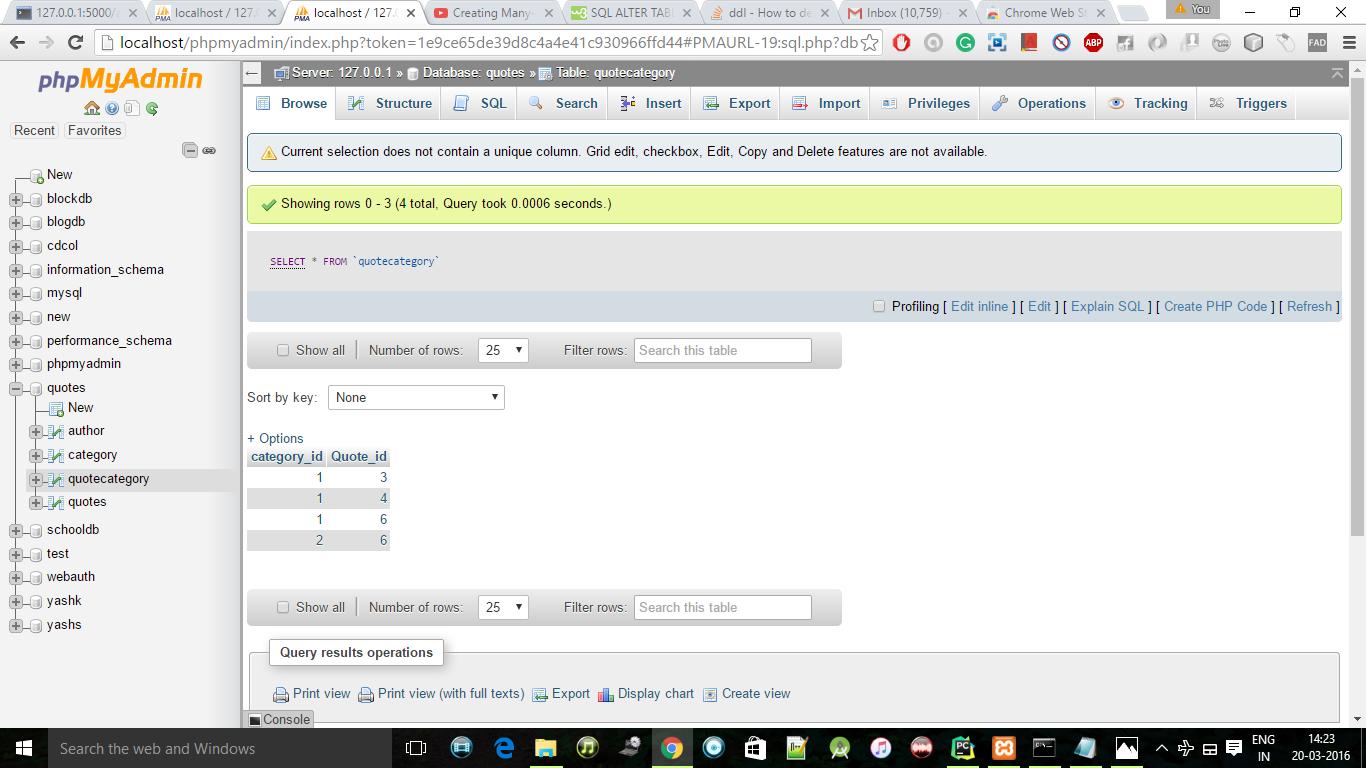 127.0.0.1:5000/
localhost / 127.
localhost / 127.
Creating Many-
SQL ALTER TABL
ddl - How to de
Inbox (10,759) -
Chrome Web St
You
localhost/phpmyadmin/index.php?token=1e9ce65de39d8c4a4e41c930966ffd44#PMAURL-19:sql.php?db
ABP
FAD
phpMyAdmin
Recent
Favorites
New
blockdb
blogdb
cdcol
information_schema
mysql
new
performance_schema
phpmyadmin
quotes
New
author
category
quotecategory
quotes
schooldb
test
webauth
yashk
yashs
Server: 127.0.0.1 » Database: quotes » Table: quotecategory
Browse Structure SQL Search Insert Export Import Privileges Operations Tracking Triggers
Current selection does not contain a unique column. Grid edit, checkbox, Edit, Copy and Delete features are not available.
Showing rows 0 - 3 (4 total, Query took 0.0006 seconds.)
SELECT * FROM `quotecategory`
Profiling [ Edit inline ] [ Edit ] [ Explain SQL ] [ Create PHP Code ] [ Refresh ]
Show all Number of rows: 25 Filter rows: Search this table
Sort by key: None
+ Options
category_id Quote_id
1 3
1 4
1 6
2 6
Show all Number of rows: 25 Filter rows: Search this table
Query results operations
Print view Print view (with full texts) Export Display chart Create view
Console
Search the web and Windows
ENG
IN
14:23
20-03-2016